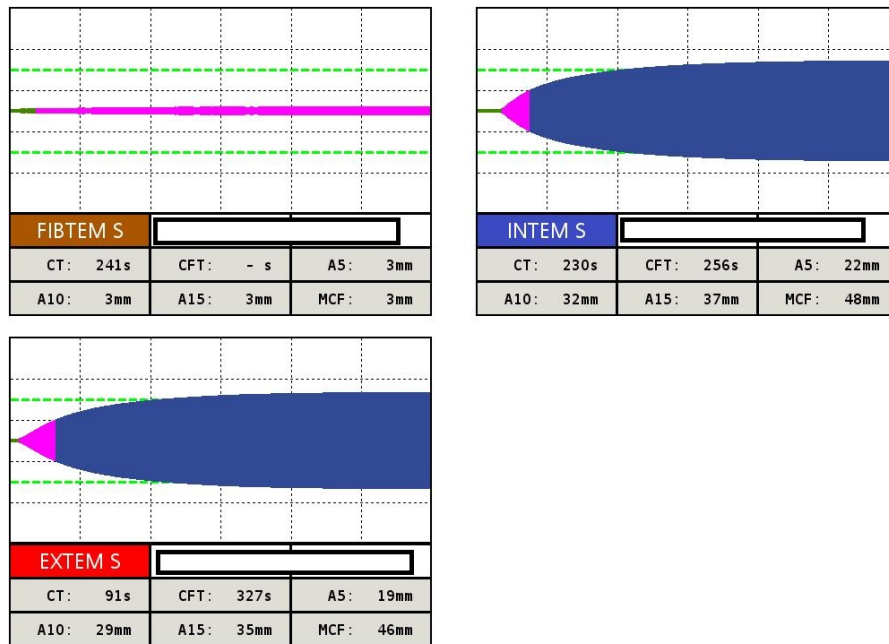 FIBTEM S
CT: 241s CFT: - s A5: 3mm
A10: 3mm A15: 3mm MCF: 3mm
INTEM S
CT: 230s CFT: 256s A5: 22mm
A10: 32mm A15: 37mm MCF: 48mm
EXTEM S
CT: 91s CFT: 327s A5: 19mm
A10: 29mm A15: 35mm MCF: 46mm